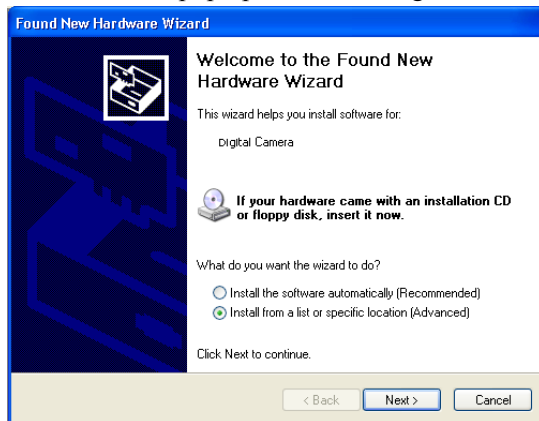 Found New Hardware Wizard
Welcome to the Found New
Hardware Wizard
This wizard helps you install software for:
Digital Camera
If your hardware came with an installation CD
or floppy disk, insert it now.
What do you want the wizard to do?
Install the software automatically (Recommended)
Install from a list or specific location (Advanced)
Click Next to continue.
< Back Next > Cancel